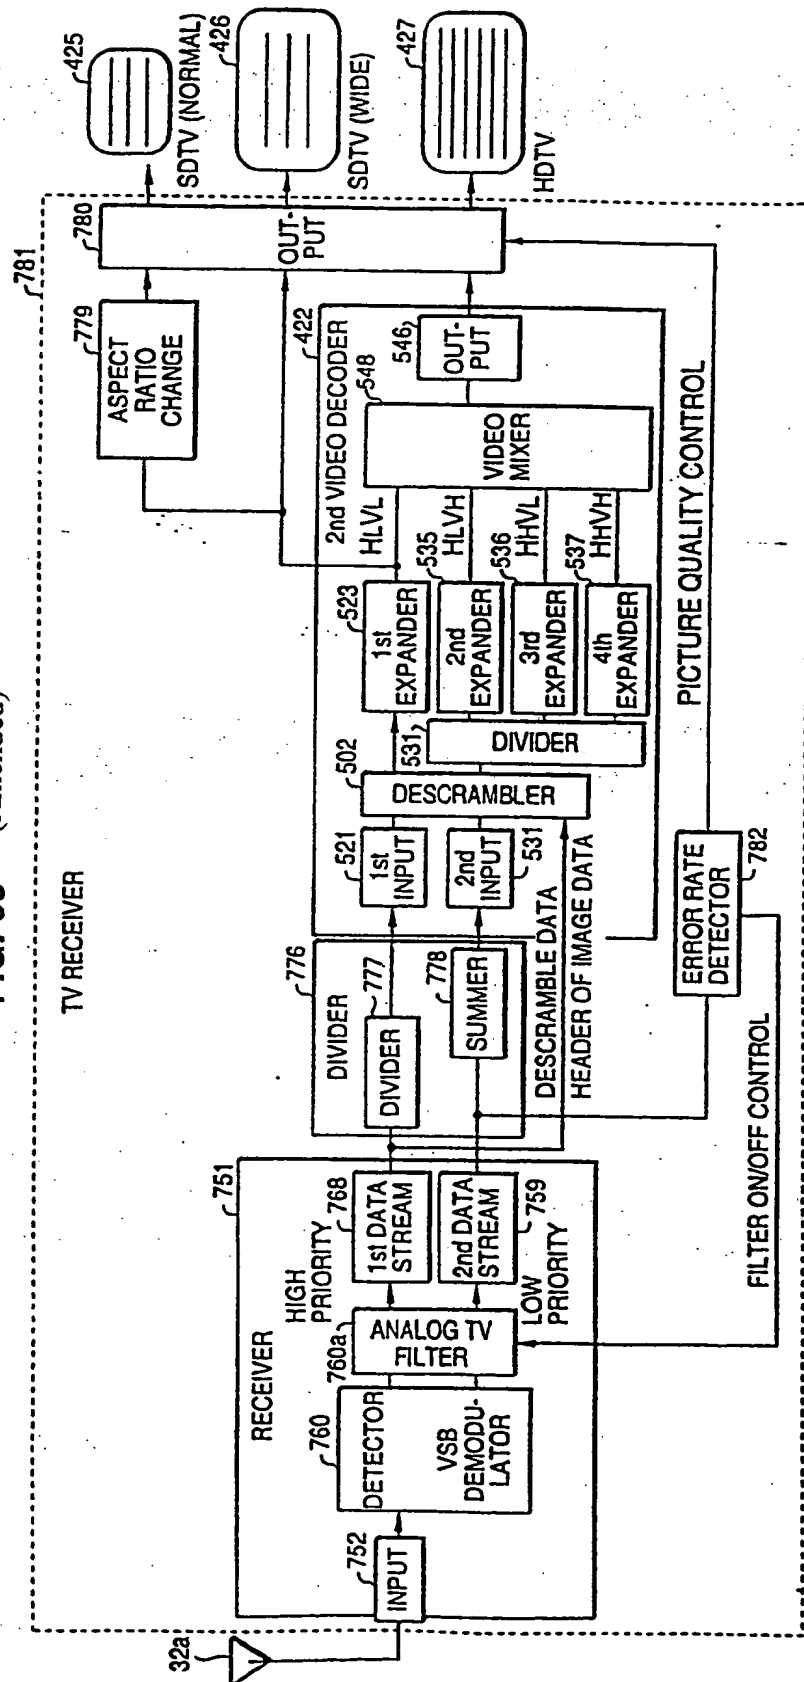 TV RECEIVER
781
32a
RECEIVER
751
752
INPUT
760
DETECTOR
VSB
DEMODU-
LATOR
760a
ANALOG TV
FILTER
HIGH
PRIORITY
768
1st DATA
STREAM
LOW
PRIORITY
2nd DATA
STREAM
759
776
DIVIDER
777
DIVIDER
778
SUMMER
DESCRAMBLE DATA
HEADER OF IMAGE DATA
422
2nd VIDEO DECODER
521
1st
INPUT
2nd
INPUT
531
502
DESCRAMBLER
531
DIVIDER
523
1st
EXPANDER
535
2nd
EXPANDER
536
3rd
EXPANDER
537
4th
EXPANDER
HLVL
HLVH
HHVL
HHVH
548
VIDEO
MIXER
546
OUT-
PUT
779
ASPECT
RATIO
CHANGE
780
OUT-
PUT
425
SDTV (NORMAL)
426
SDTV (WIDE)
427
HDTV
782
ERROR RATE
DETECTOR
FILTER ON/OFF CONTROL
PICTURE QUALITY CONTROL